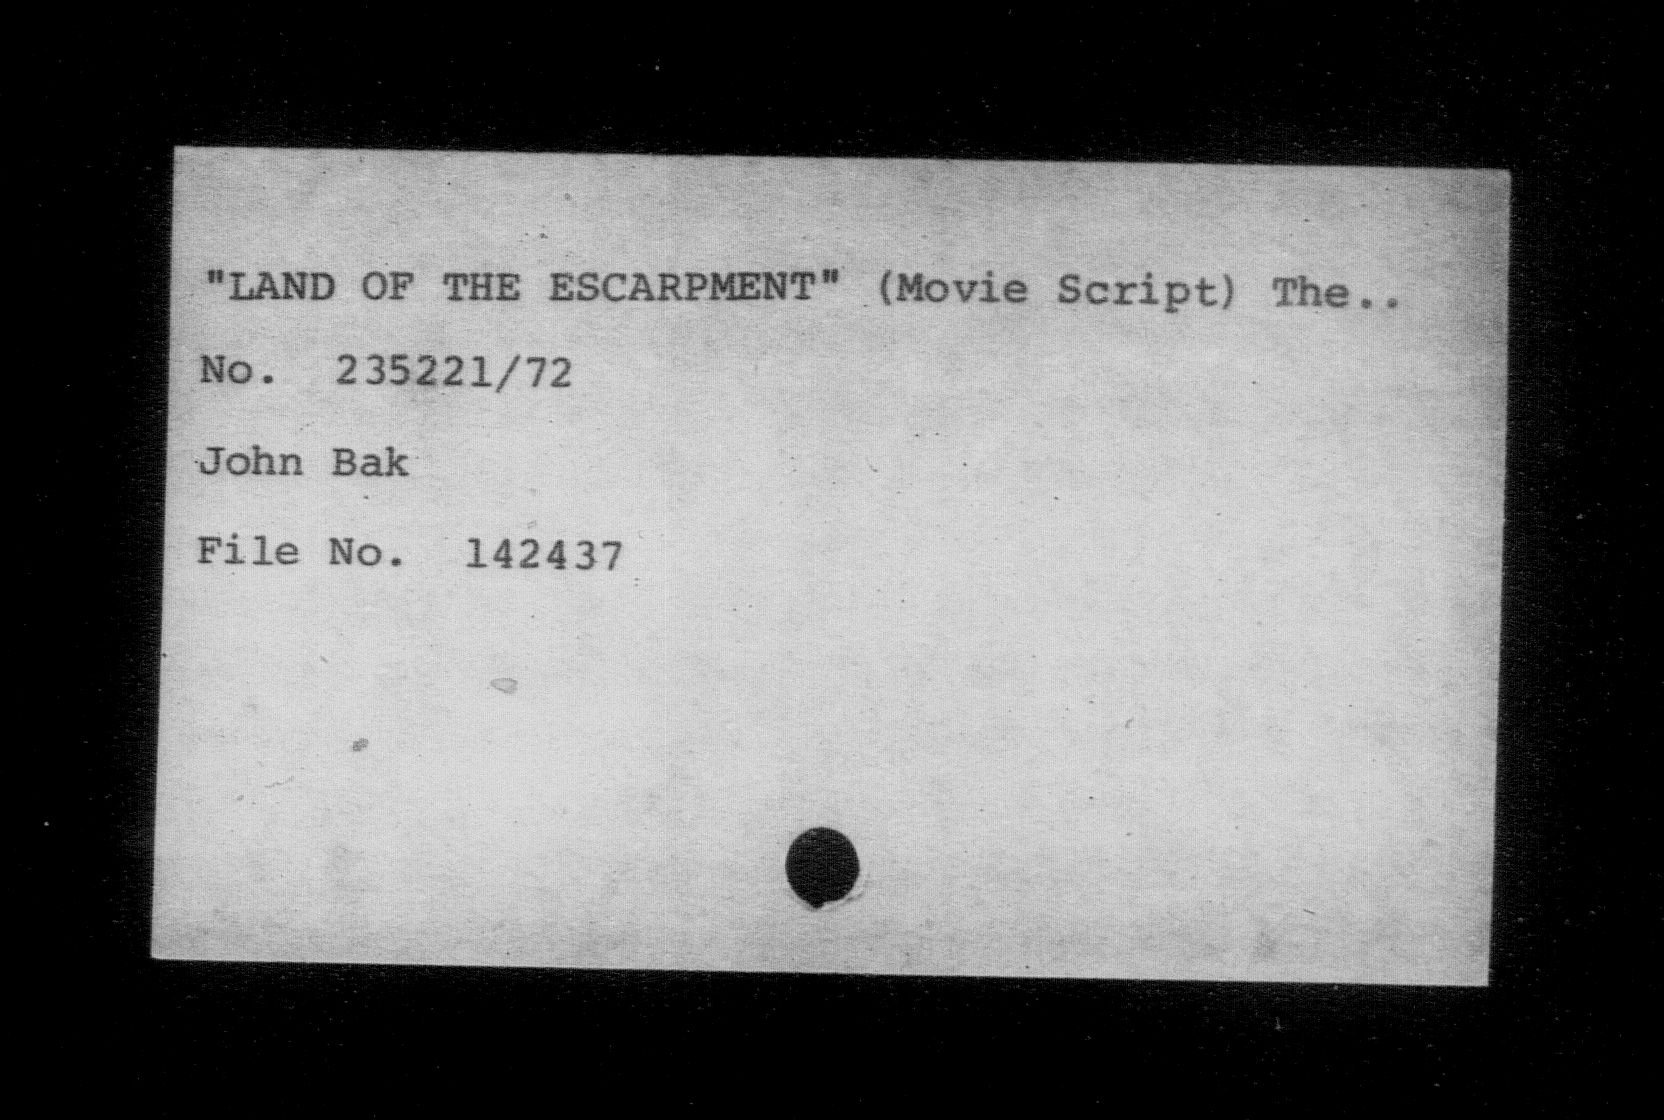 "LAND OF THE ESCARPMENT" (Movie Script) The..
No. 235221/72
John Bak
File No. 142437